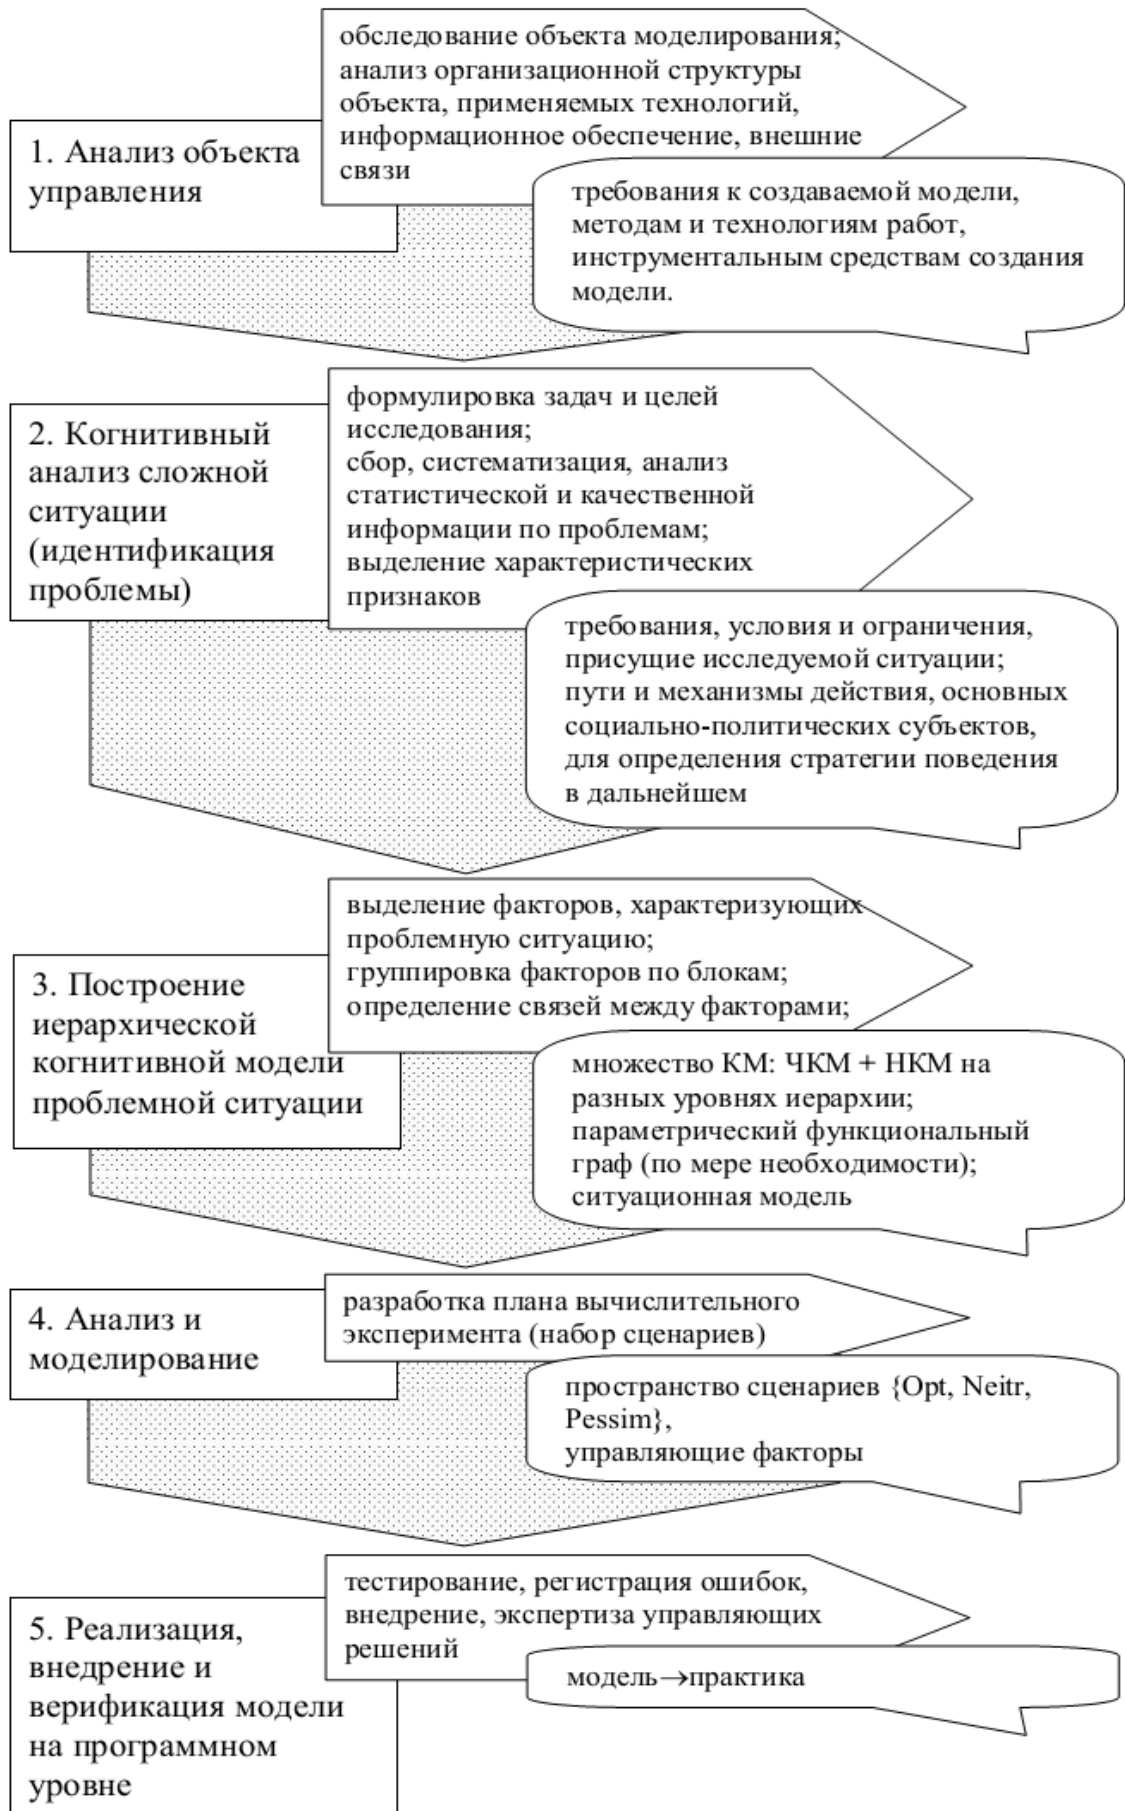 обследование объекта моделирования;
анализ организационной структуры
объекта, применяемых технологий,
информационное обеспечение, внешние
связи
1. Анализ объекта
управления
требования к создаваемой модели,
методам и технологиям работ,
инструментальным средствам создания
модели.
формулировка задач и целей
исследования;
сбор, систематизация, анализ
статистической и качественной
информации по проблемам;
выделение характеристических
признаков
2. Когнитивный
анализ сложной
ситуации
(идентификация
проблемы)
требования, условия и ограничения,
присущие исследуемой ситуации;
пути и механизмы действия, основных
социально-политических субъектов,
для определения стратегии поведения
в дальнейшем
выделение факторов, характеризующих
проблемную ситуацию;
группировка факторов по блокам;
определение связей между факторами;
3. Построение
иерархической
когнитивной модели
проблемной ситуации
множество КМ: ЧКМ + НКМ на
разных уровнях иерархии;
параметрический функциональный
граф (по мере необходимости);
ситуационная модель
разработка плана вычислительного
эксперимента (набор сценариев)
4. Анализ и
моделирование
пространство сценариев {Opt, Neitr,
Pessim},
управляющие факторы
тестирование, регистрация ошибок,
внедрение, экспертиза управляющих
решений
5. Реализация,
внедрение и
верификация модели
на программном
уровне
модель→практика